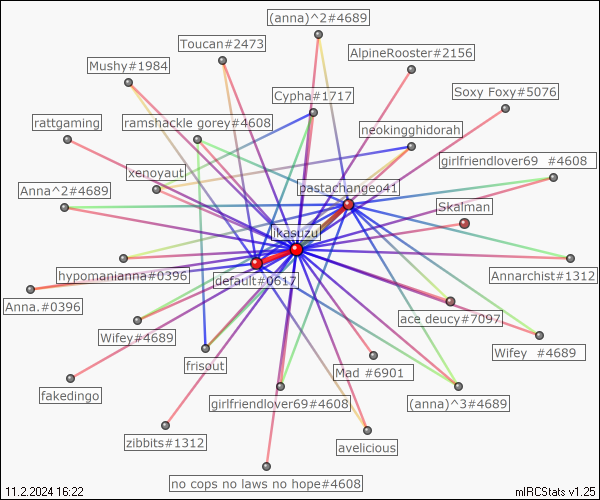 (anna)^2#4689
Toucan#2473
AlpineRooster#2156
Mushy#1984
Soxy Foxy#5076
Cypha#1717
rattgaming
ramshackle gorey#4608
neokingghidorah
girlfriendlover69 #4608
xenoyaut
pastachangeo41
Anna^2#4689
Skalman
ikasuzu
hypomanianna#0396
default#0617
Annarchist#1312
Anna.#0396
ace deucy#7097
Wifey#4689
Wifey #4689
frisout
Mad #6901
girlfriendlover69#4608
(anna)^3#4689
fakedingo
zibbits#1312
avelicious
no cops no laws no hope#4608
11.2.2024 16:22
mIRCStats v1.25